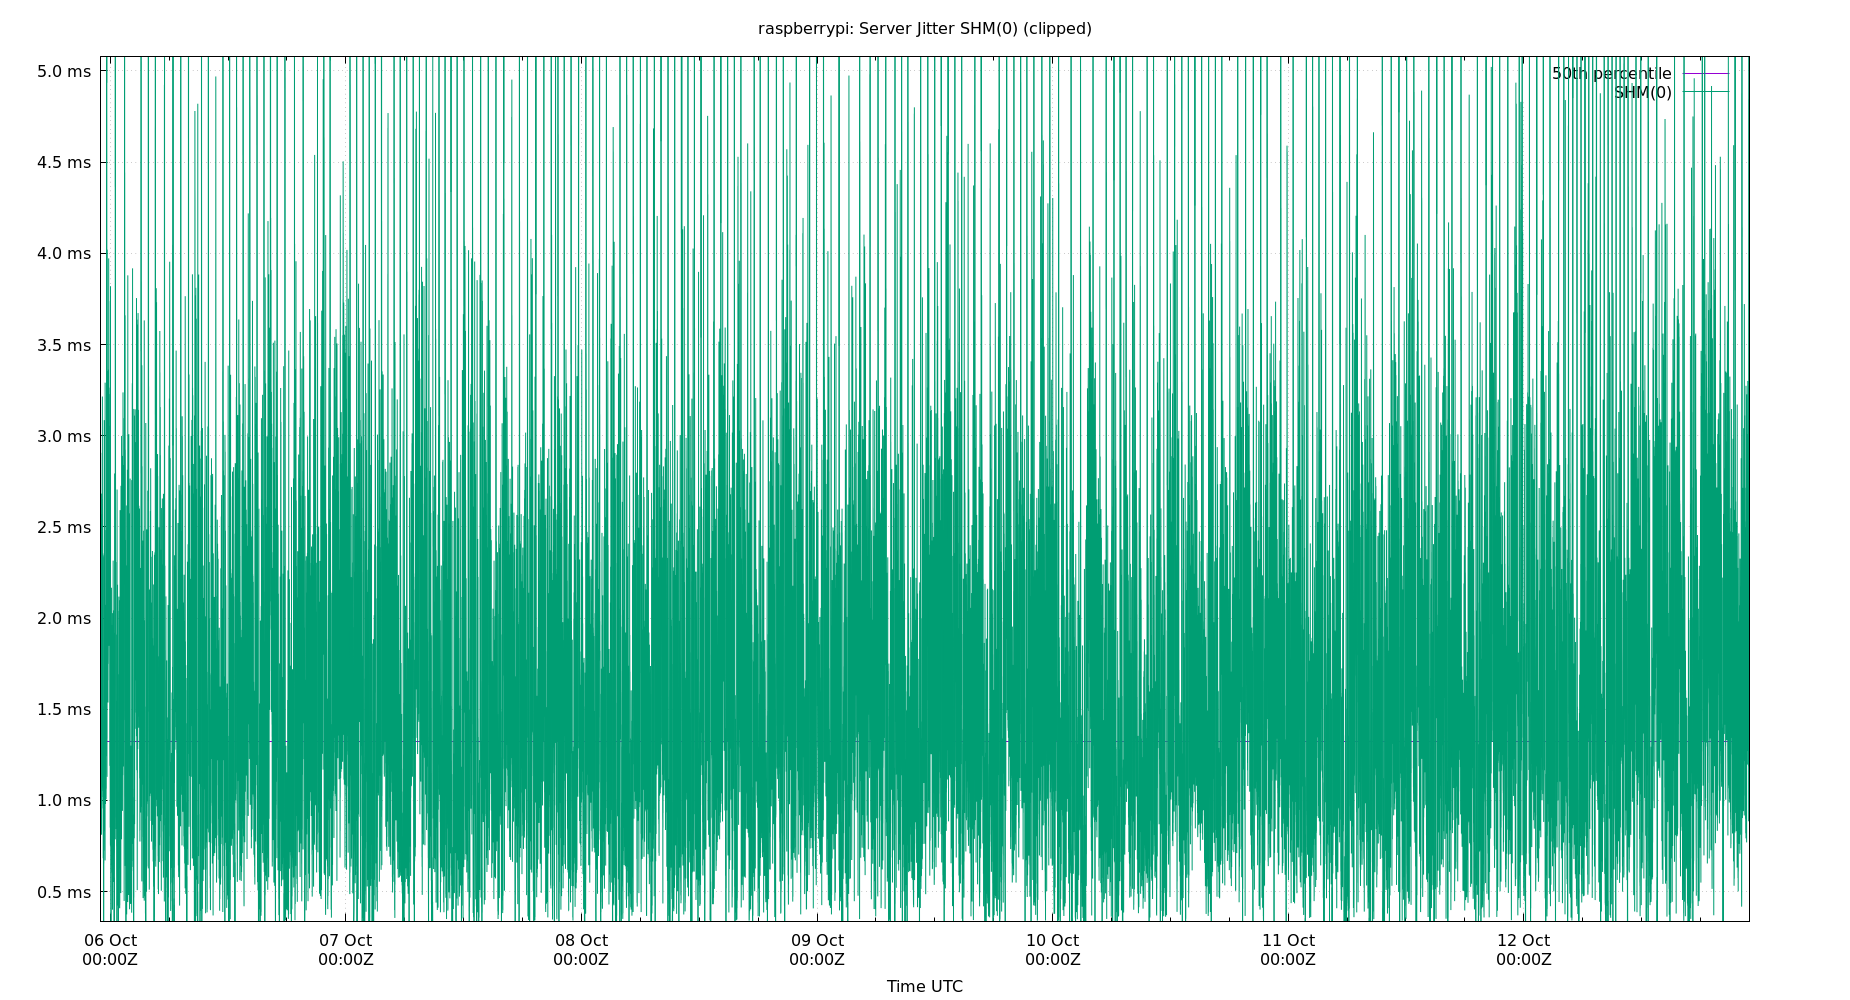 raspberrypi: Server Jitter SHM(0) (clipped)
5.0 ms
50th percentile
SHM(0)
4.5 ms
4.0 ms
3.5 ms
3.0 ms
2.5 ms
2.0 ms
1.5 ms
1.0 ms
0.5 ms
06 Oct 07 Oct 08 Oct 09 Oct 10 Oct 11 Oct 12 Oct
00:00Z 00:00Z 00:00Z 00:00Z 00:00Z 00:00Z 00:00Z
Time UTC